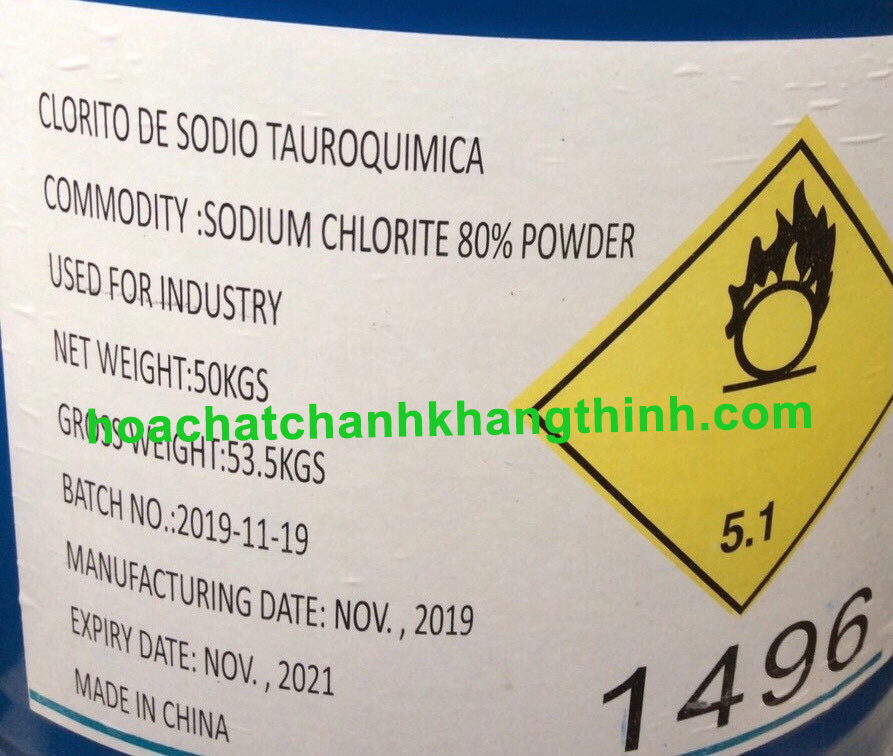 CLORITO DE SODIO TAUROQUIMICA
COMMODITY :SODIUM CHLORITE 80% POWDER
USED FOR INDUSTRY
NET WEIGHT:50KGS
hoachatchanhkhangthinh.com
GROSS WEIGHT:53.5KGS
BATCH NO.:2019-11-19
MANUFACTURING DATE: NOV. , 2019
EXPIRY DATE: NOV. , 2021
MADE IN CHINA
5.1
1496